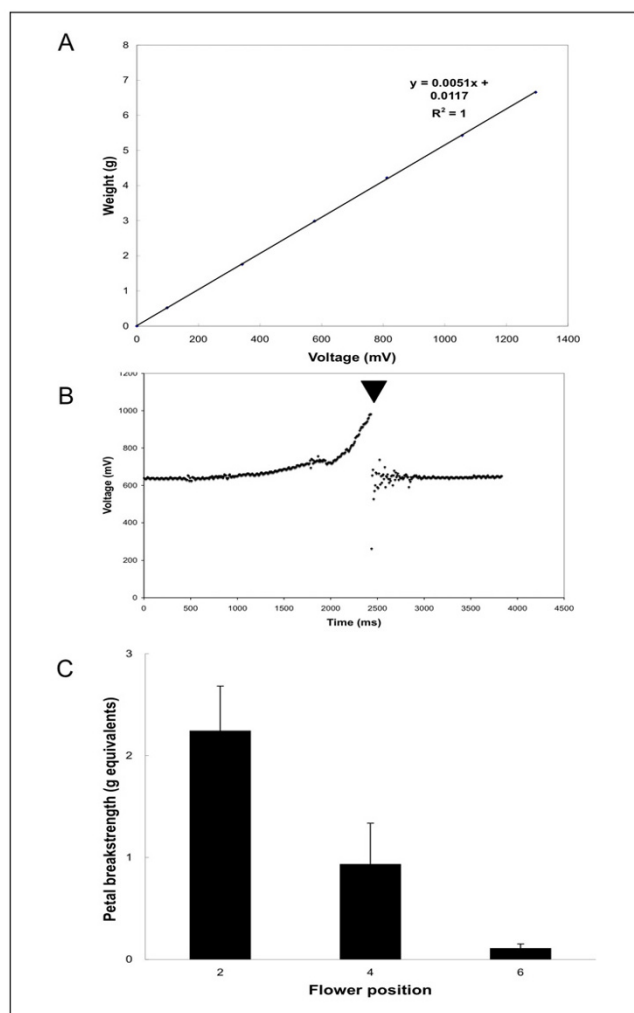 A
8
7
6
5
4
3
2
1
0
Weight (g)
y = 0.0051x +
0.0117
R² = 1
0 200 400 600 800 1000 1200 1400
Voltage (mV)
B
1200
1000
800
600
400
200
0
Voltage (mV)
0 500 1000 1500 2000 2500 3000 3500 4000 4500
Time (ms)
C
3
2
1
0
Petal breakstrength (g equivalents)
2 4 6
Flower position